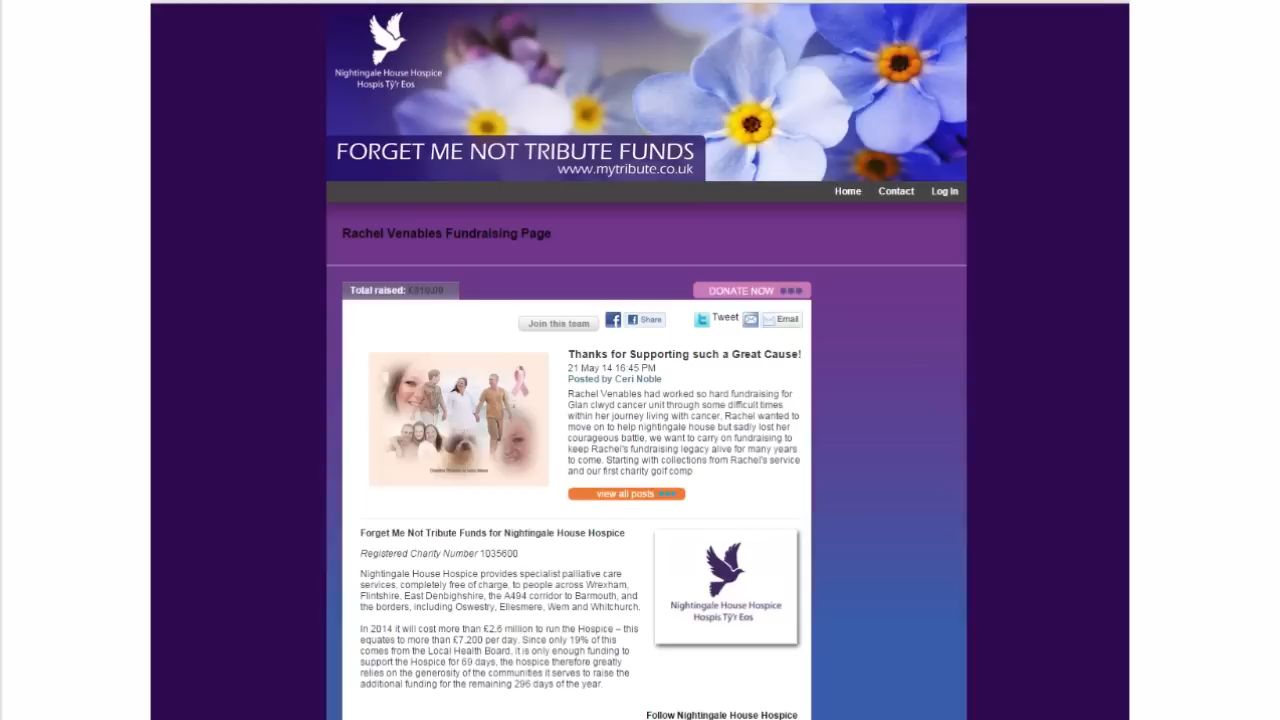 Nightingale House Hospice
Hospis Tŷ'r Eos
FORGET ME NOT TRIBUTE FUNDS
www.mytribute.co.uk
Home Contact Log In
Rachel Venables Fundraising Page
Total raised:
DONATE NOW
Join this team
Share
Tweet
Email
Thanks for Supporting such a Great Cause!
21 May 14 16:45 PM
Posted by Ceri Noble
Rachel Venables had worked so hard fundraising for
Glan clwyd cancer unit through some difficult times
within her journey living with cancer, Rachel wanted to
move on to help nightingale house but sadly lost her
courageous battle, we want to carry on fundraising to
keep Rachel's fundraising legacy alive for many years
to come. Starting with collections from Rachel's service
and our first charity golf comp
view all posts
Forget Me Not Tribute Funds for Nightingale House Hospice
Registered Charity Number 1035600
Nightingale House Hospice provides specialist palliative care
services, completely free of charge, to people across Wrexham,
Flintshire, East Denbighshire, the A494 corridor to Barmouth, and
the borders, including Oswestry, Ellesmere, Wem and Whitchurch.
In 2014 it will cost more than £2.6 million to run the Hospice – this
equates to more than £7,200 per day. Since only 19% of this
comes from the Local Health Board, it is only enough funding to
support the Hospice for 69 days, the hospice therefore greatly
relies on the generosity of the communities it serves to raise the
additional funding for the remaining 296 days of the year.
Nightingale House Hospice
Hospis Tŷ'r Eos
Follow Nightingale House Hospice